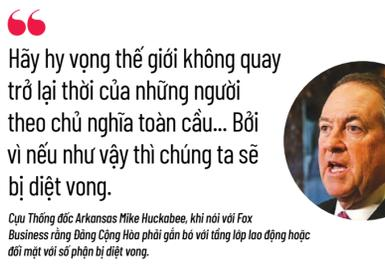 Hãy hy vọng thế giới không quay
trở lại thời của những người
theo chủ nghĩa toàn cầu... Bởi
vì nếu như vậy thì chúng ta sẽ
bị diệt vong.
Cựu Thống đốc Arkansas Mike Huckabee, khi nói với Fox
Business rằng Đảng Cộng Hòa phải gắn bó với tầng lớp lao động hoặc
đối mặt với số phận bị diệt vong.